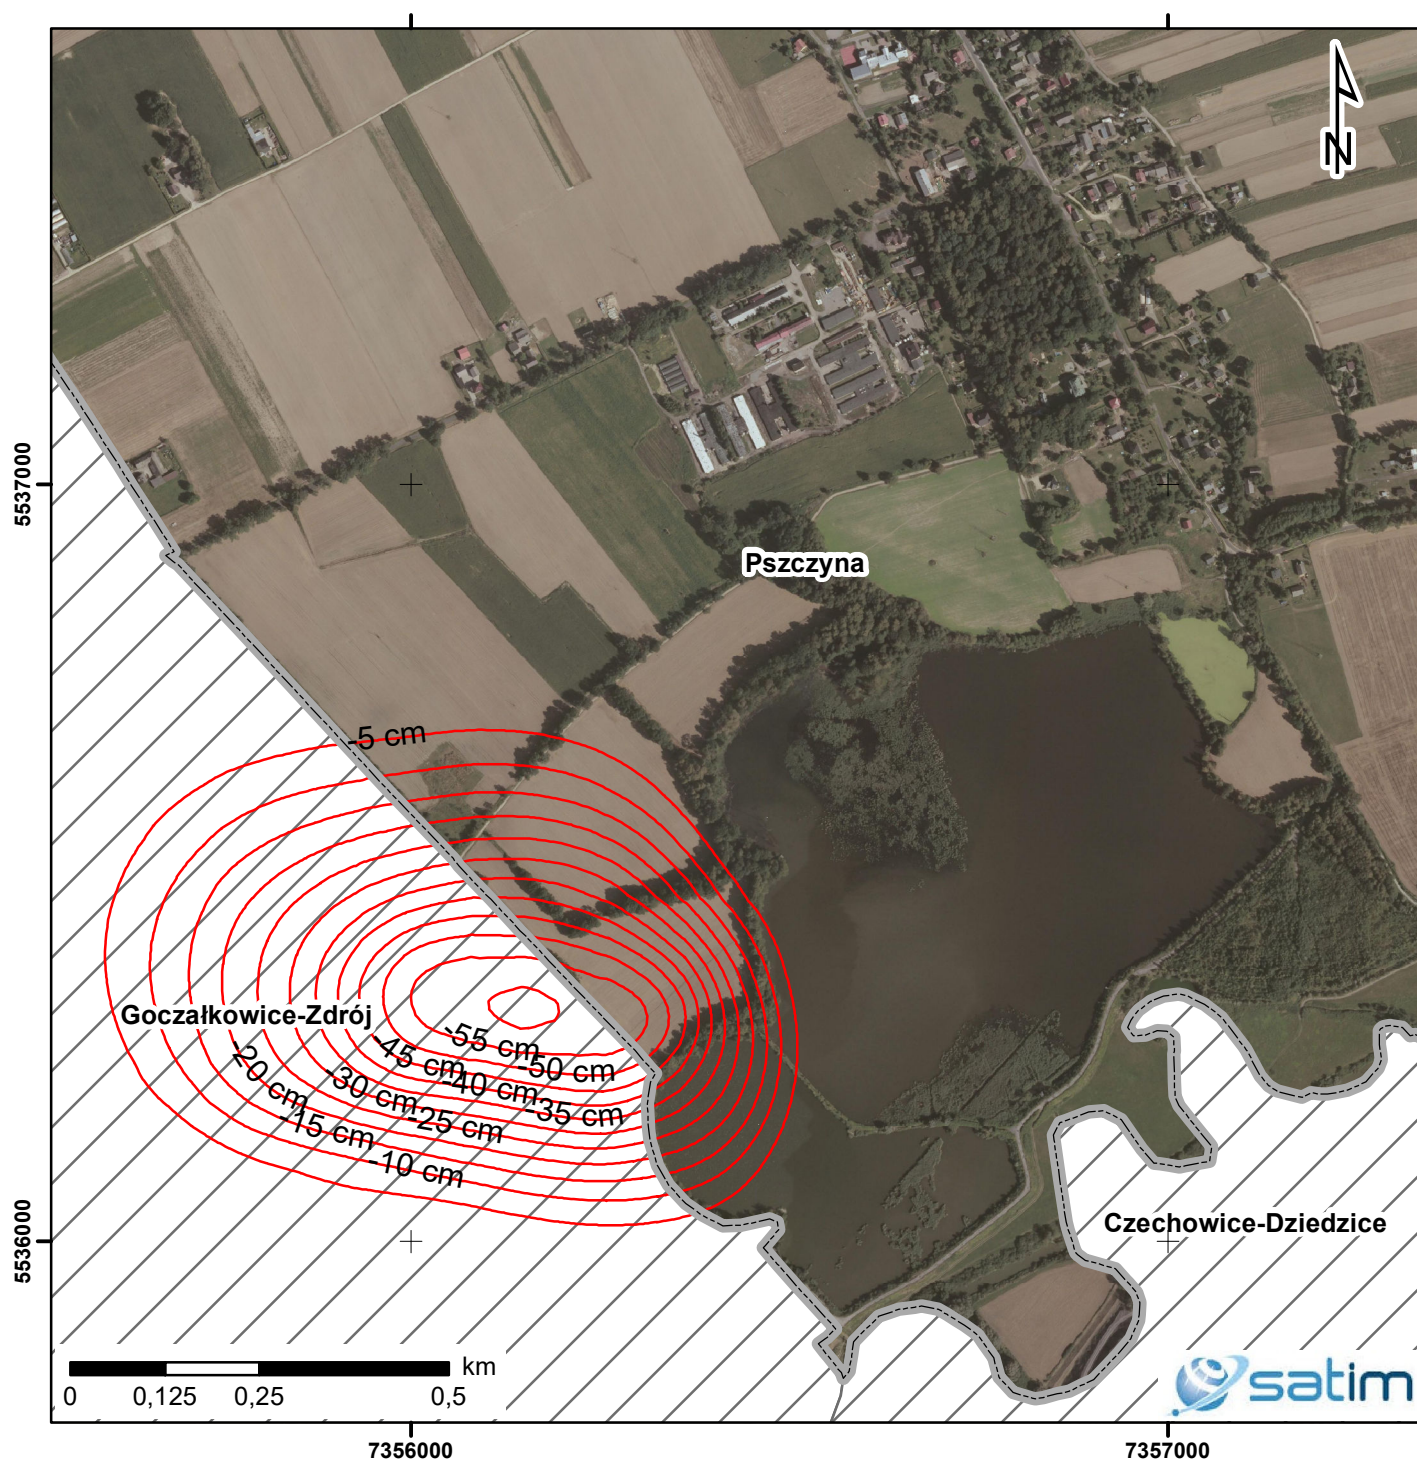 N
5537000
Pszczyna
-5 cm
Goczałkowice-Zdrój
-55 cm
-50 cm
-45 cm
-40 cm
-35 cm
-30 cm
-25 cm
-20 cm
-15 cm
-10 cm
5536000
Czechowice-Dziedzice
km
0 0,125 0,25 0,5
satim
7356000 7357000